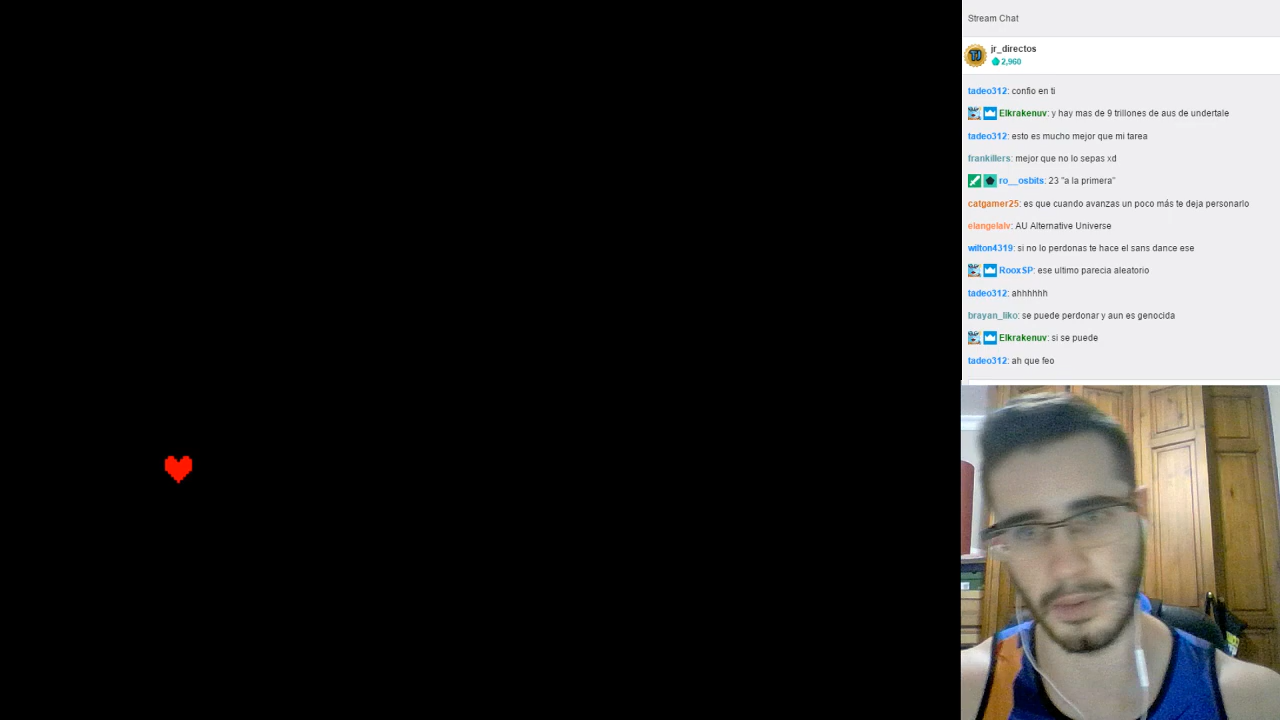 Stream Chat
jr_directos
2,960
tadeo312: confio en ti
Elkrakenuv: y hay mas de 9 trillones de aus de undertale
tadeo312: esto es mucho mejor que mi tarea
frankillers: mejor que no lo sepas xd
ro__osbits: 23 "a la primera"
catgamer25: es que cuando avanzas un poco más te deja personarlo
elangelalv: AU Alternative Universe
wilton4319: si no lo perdonas te hace el sans dance ese
RooxSP: ese ultimo parecia aleatorio
tadeo312: ahhhhhh
brayan_liko: se puede perdonar y aun es genocida
Elkrakenuv: si se puede
tadeo312: ah que feo